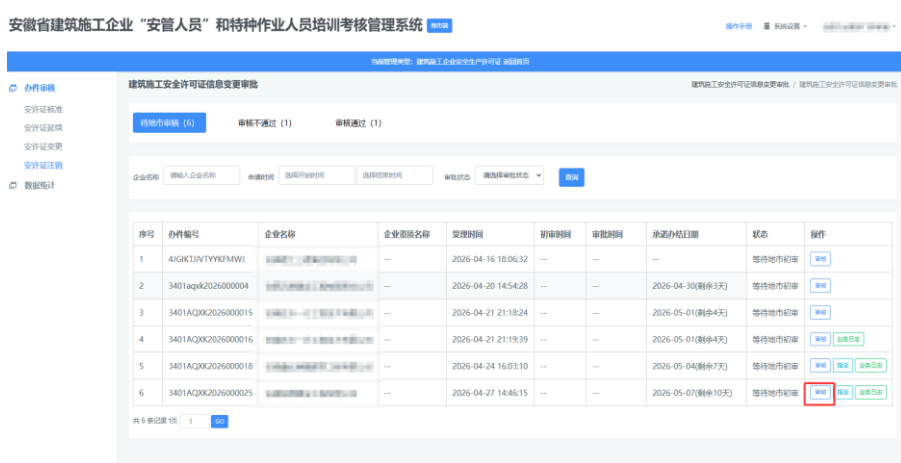 安徽省建筑施工企业“安管人员”和特种作业人员培训考核管理系统 地市端
操作手册 系统设置
当前管理类型：建筑施工企业安全生产许可证 返回首页
办件审核
安许证核准
安许证延续
安许证变更
安许证注销
数据统计
建筑施工安全许可证信息变更审批
建筑施工安全许可证信息变更审批 / 建筑施工安全许可证信息变更审批
待地市审核（6） 审核不通过（1） 审核通过（1）
企业名称 请输入企业名称 申请时间 选择开始时间 选择结束时间 审批状态 请选择审批状态 查询
序号 办件编号 企业名称 企业资质名称 受理时间 初审时间 审批时间 承诺办结日期 状态 操作
1 4JGIKTJJVTYYKFMWJ -- 2026-04-16 18:06:32 -- -- -- 等待地市初审 审核
2 3401aqxk2026000004 -- 2026-04-20 14:54:28 -- -- 2026-04-30(剩余3天) 等待地市初审 审核
3 3401AQXK2026000015 -- 2026-04-21 21:18:24 -- -- 2026-05-01(剩余4天) 等待地市初审 审核
4 3401AQXK2026000016 -- 2026-04-21 21:19:39 -- -- 2026-05-01(剩余4天) 等待地市初审 审核 业务日志
5 3401AQXK2026000018 -- 2026-04-24 16:03:10 -- -- 2026-05-04(剩余7天) 等待地市初审 审核 指派 业务日志
6 3401AQXK2026000025 -- 2026-04-27 14:46:15 -- -- 2026-05-07(剩余10天) 等待地市初审 审核 指派 业务日志
共 6 条记录 1页 1 GO